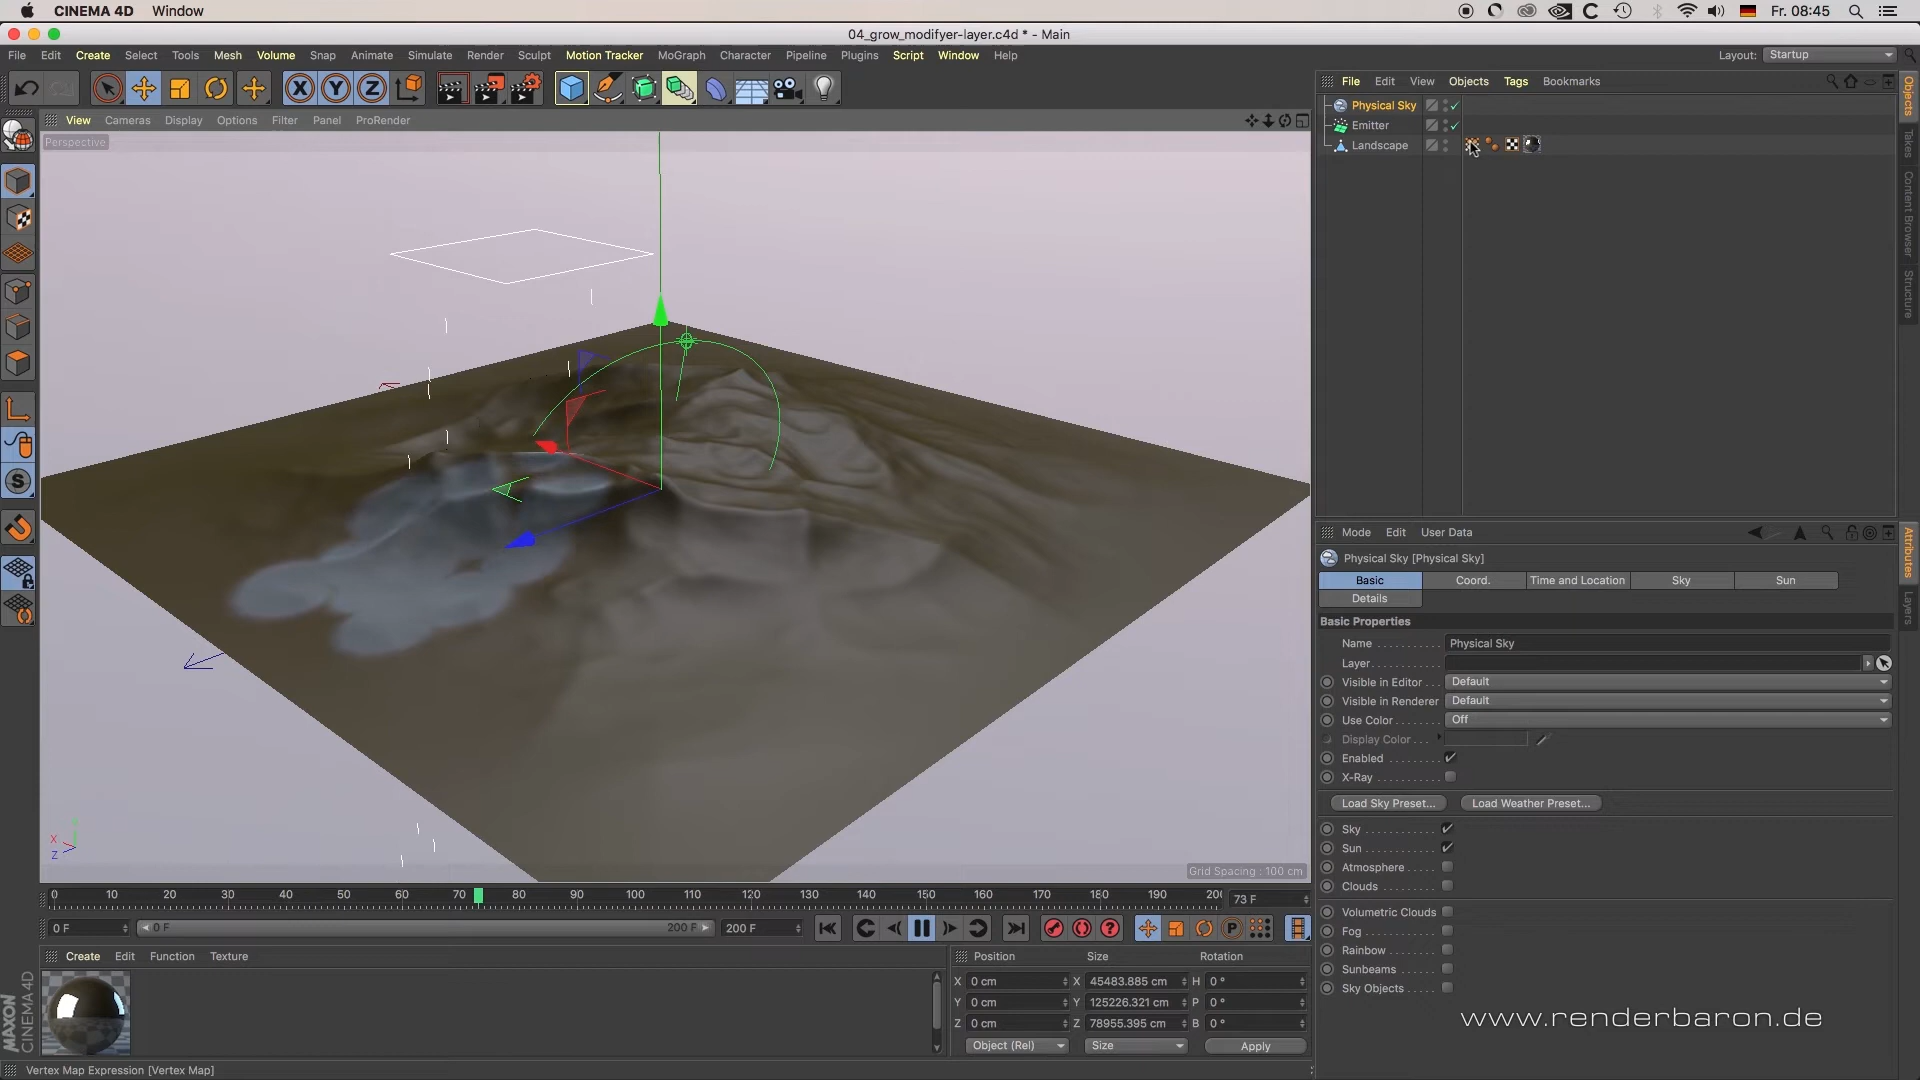 CINEMA 4D Window Fr. 08:45
04_grow_modifyer-layer.c4d * - Main
File Edit Create Select Tools Mesh Volume Snap Animate Simulate Render Sculpt Motion Tracker MoGraph Character Pipeline Plugins Script Window Help Layout: Startup
View Cameras Display Options Filter Panel ProRender
Perspective
Grid Spacing : 100 cm
File Edit View Objects Tags Bookmarks
Physical Sky
Emitter
Landscape
Objects
Takes
Content Browser
Structure
Mode Edit User Data
Physical Sky [Physical Sky]
Basic Coord. Time and Location Sky Sun
Details
Basic Properties
Name Physical Sky
Layer
Visible in Editor Default
Visible in Renderer Default
Use Color Off
Display Color
Enabled
X-Ray
Load Sky Preset... Load Weather Preset...
Sky
Sun
Atmosphere
Clouds
Volumetric Clouds
Fog
Rainbow
Sunbeams
Sky Objects
Attributes
Layers
www.renderbaron.de
X
Y
Z
0 10 20 30 40 50 60 70 80 90 100 110 120 130 140 150 160 170 180 190 200 73 F
0 F 0 F 200 F 200 F
Create Edit Function Texture
Position Size Rotation
X 0 cm X 45483.885 cm H 0 °
Y 0 cm Y 125226.321 cm P 0 °
Z 0 cm Z 78955.395 cm B 0 °
Object (Rel) Size Apply
MAXON
CINEMA 4D
Vertex Map Expression [Vertex Map]